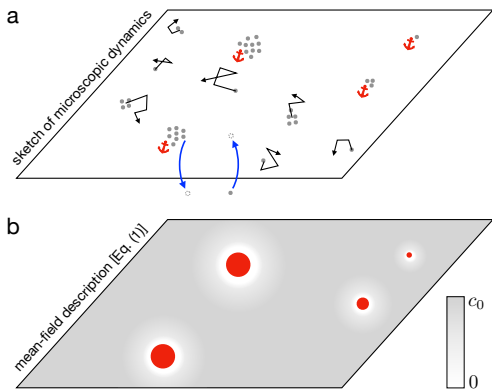 a
sketch of microscopic dynamics
b
mean-field description [Eq. (1)]
c₀
0